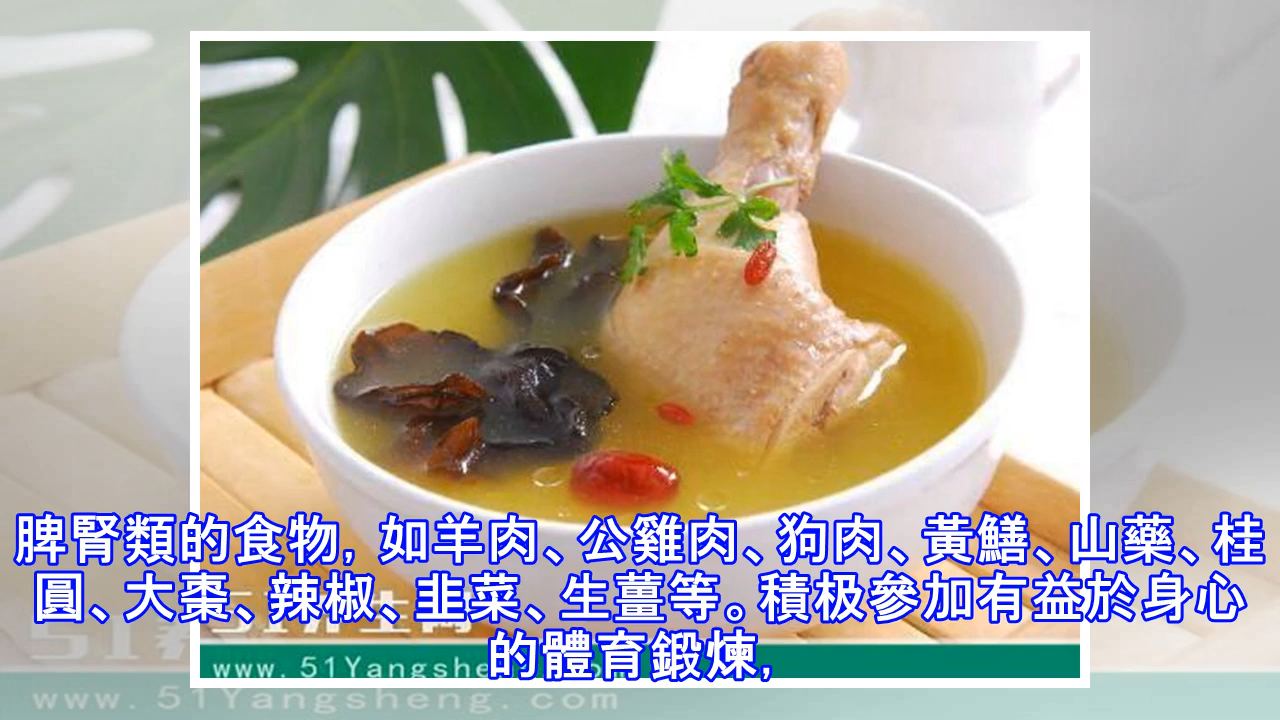 脾腎類的食物, 如羊肉、公雞肉、狗肉、黃鱔、山藥、桂
圓、大棗、辣椒、韭菜、生薑等。積极參加有益於身心
的體育鍛煉,
www.51Yangsheng.com
www.51Yangsheng.com